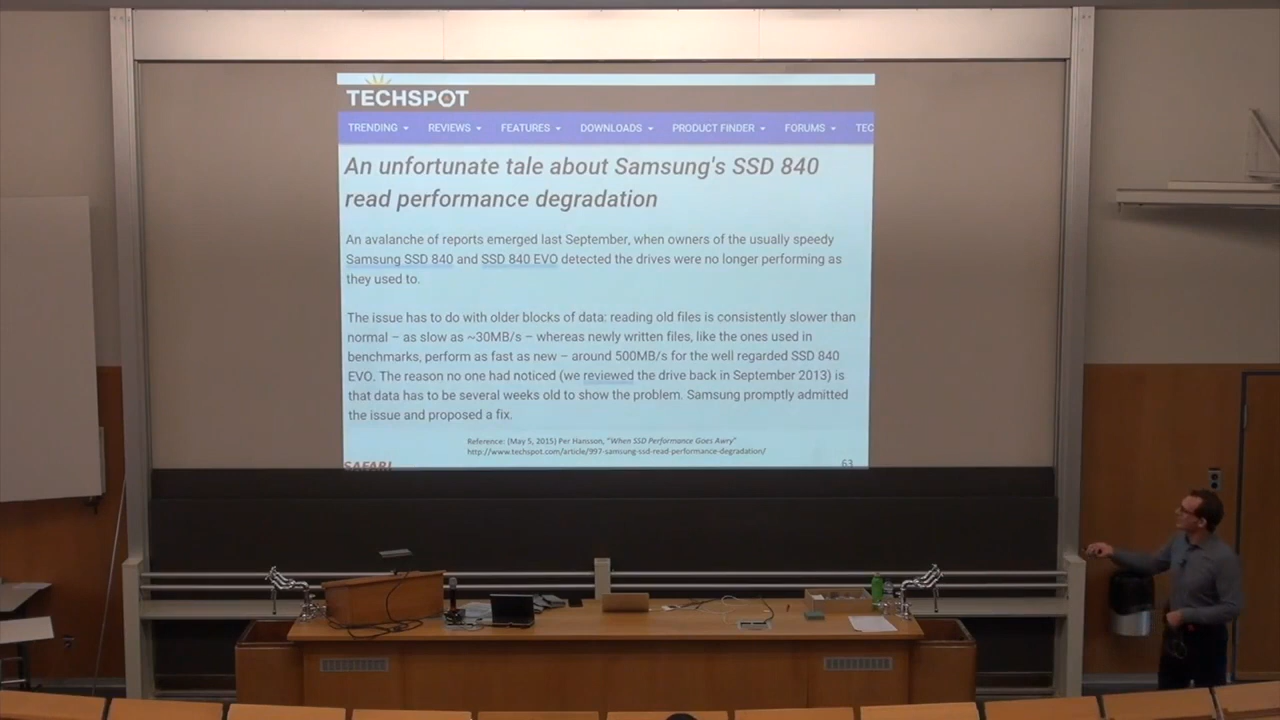 TECHSPOT
TRENDING REVIEWS FEATURES DOWNLOADS PRODUCT FINDER FORUMS TEC
An unfortunate tale about Samsung's SSD 840
read performance degradation
An avalanche of reports emerged last September, when owners of the usually speedy
Samsung SSD 840 and SSD 840 EVO detected the drives were no longer performing as
they used to.
The issue has to do with older blocks of data: reading old files is consistently slower than
normal – as slow as ~30MB/s – whereas newly written files, like the ones used in
benchmarks, perform as fast as new – around 500MB/s for the well regarded SSD 840
EVO. The reason no one had noticed (we reviewed the drive back in September 2013) is
that data has to be several weeks old to show the problem. Samsung promptly admitted
the issue and proposed a fix.
Reference: (May 5, 2015) Per Hansson, "When SSD Performance Goes Awry"
http://www.techspot.com/article/997-samsung-ssd-read-performance-degradation/
SAFARI 63